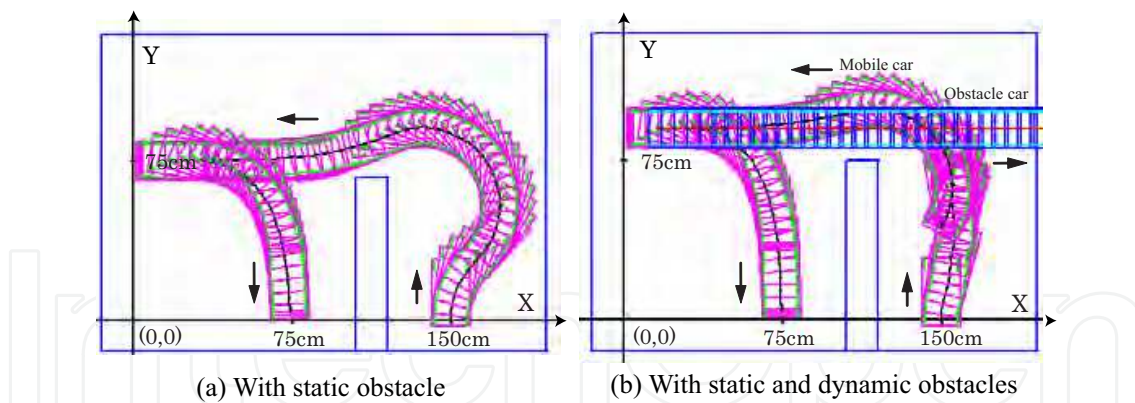 Y
75cm
X
(0,0)
75cm
150cm
(a) With static obstacle
Y
Mobile car
Obstacle car
75cm
X
(0,0)
75cm
150cm
(b) With static and dynamic obstacles